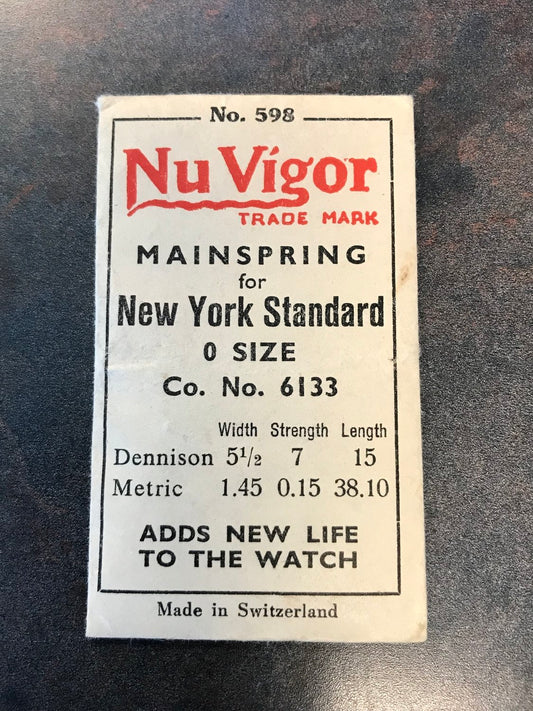 No. 598
Nu Vigor
TRADE MARK
MAINSPRING
for
New York Standard
0 SIZE
Co. No. 6133
Width Strength Length
Dennison 5 1/2 7 15
Metric 1.45 0.15 38.10
ADDS NEW LIFE
TO THE WATCH
Made in Switzerland